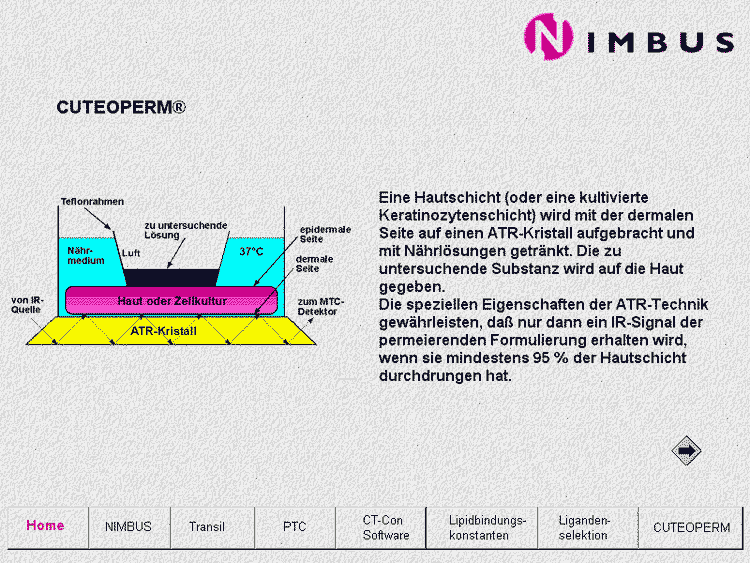 NIMBUS
CUTEOPERM®
Teflonrahmen
zu untersuchende
Lösung
epidermale
Seite
Nähr-
medium
Luft
37°C
dermale
Seite
von IR-
Quelle
Haut oder Zellkultur
zum MTC-
Detektor
ATR-Kristall
Eine Hautschicht (oder eine kultivierte
Keratinozytenschicht) wird mit der dermalen
Seite auf einen ATR-Kristall aufgebracht und
mit Nährlösungen getränkt. Die zu
untersuchende Substanz wird auf die Haut
gegeben.
Die speziellen Eigenschaften der ATR-Technik
gewährleisten, daß nur dann ein IR-Signal der
permeierenden Formulierung erhalten wird,
wenn sie mindestens 95 % der Hautschicht
durchdrungen hat.
Home
NIMBUS
Transil
PTC
CT-Con
Software
Lipidbindungs-
konstanten
Liganden-
selektion
CUTEOPERM